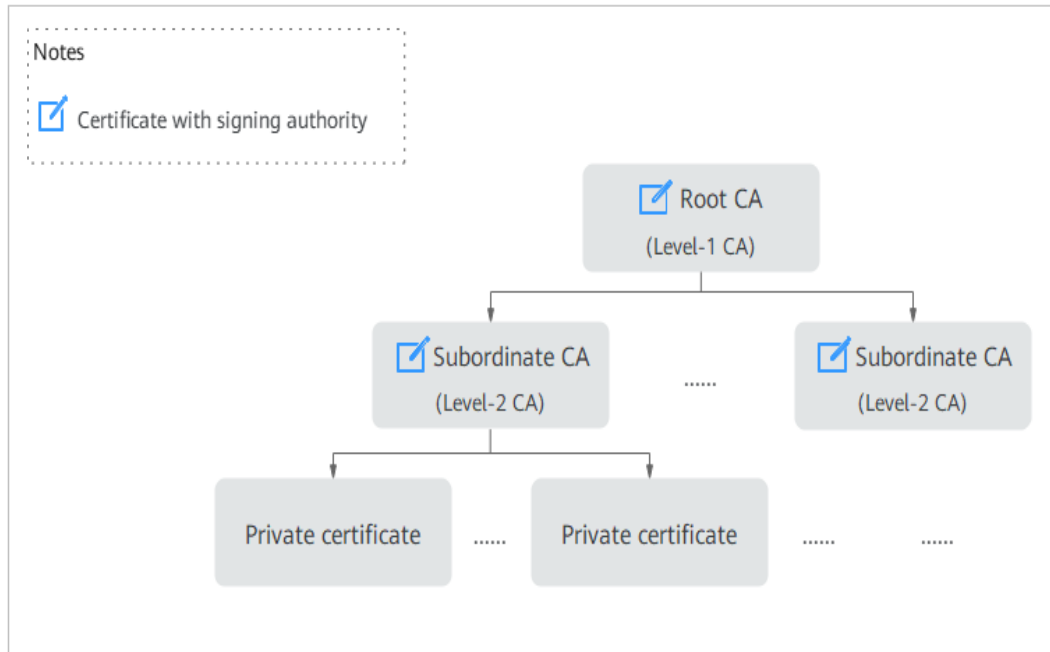 Notes
Certificate with signing authority
Root CA
(Level-1 CA)
Subordinate CA
(Level-2 CA)
......
Subordinate CA
(Level-2 CA)
Private certificate
......
Private certificate
......
......